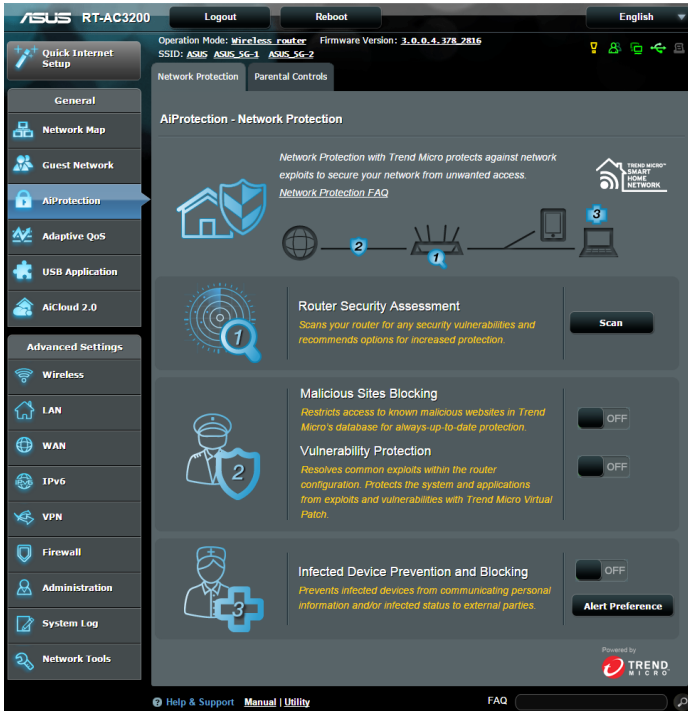 ASUS RT-AC3200
Logout
Reboot
English
Quick Internet
Setup
Operation Mode: Wireless router Firmware Version: 3.0.0.4.378_2816
SSID: ASUS ASUS_5G-1 ASUS_5G-2
Network Protection
Parental Controls
General
Network Map
Guest Network
AiProtection
Adaptive QoS
USB Application
AiCloud 2.0
Advanced Settings
Wireless
LAN
WAN
IPv6
VPN
Firewall
Administration
System Log
Network Tools
AiProtection - Network Protection
Network Protection with Trend Micro protects against network
exploits to secure your network from unwanted access.
Network Protection FAQ
TREND MICRO™
SMART
HOME
NETWORK
2
1
3
1
Router Security Assessment
Scans your router for any security vulnerabilities and
recommends options for increased protection.
Scan
2
Malicious Sites Blocking
Restricts access to known malicious websites in Trend
Micro's database for always-up-to-date protection.
OFF
Vulnerability Protection
Resolves common exploits within the router
configuration. Protects the system and applications
from exploits and vulnerabilities with Trend Micro Virtual
Patch.
OFF
3
Infected Device Prevention and Blocking
Prevents infected devices from communicating personal
information and/or infected status to external parties.
OFF
Alert Preference
Powered by
TREND
MICRO
Help & Support Manual | Utility
FAQ